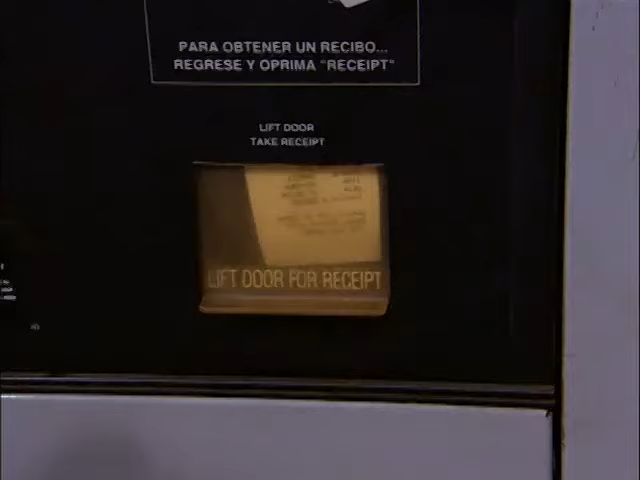 PARA OBTENER UN RECIBO...
REGRESE Y OPRIMA "RECEIPT"
LIFT DOOR
TAKE RECEIPT
LIFT DOOR FOR RECEIPT